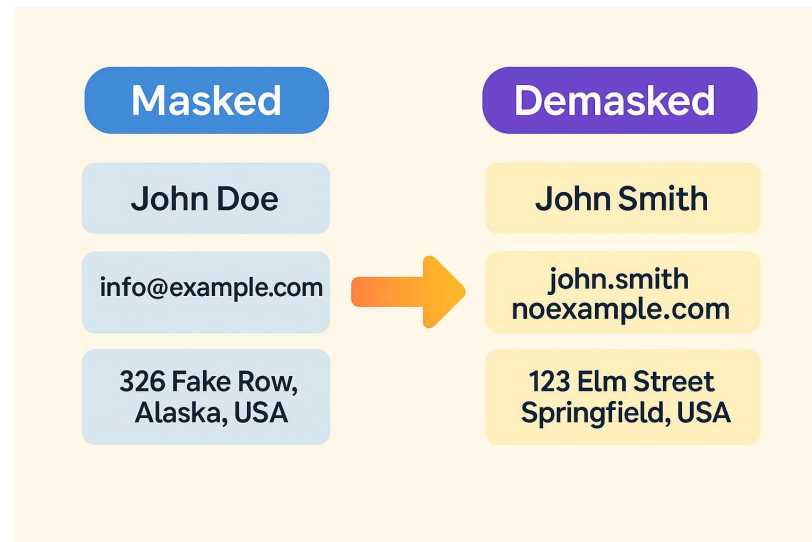 Masked
Demasked
John Doe
John Smith
info@example.com
john.smith
noexample.com
326 Fake Row,
Alaska, USA
123 Elm Street
Springfield, USA